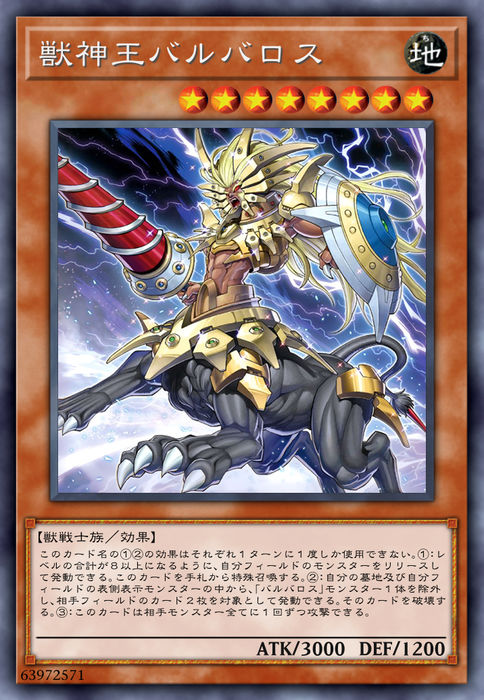 獣神王バルバロス
ち
地
【獣戦士族／効果】
このカード名の①②の効果はそれぞれ１ターンに１度しか使用できない。①：レ
ベルの合計が８以上になるように、自分フィールドのモンスターをリリースし
て発動できる。このカードを手札から特殊召喚する。②：自分の墓地及び自分フ
ィールドの表側表示モンスターの中から、「バルバロス」モンスター１体を除外
し、相手フィールドのカード２枚を対象として発動できる。そのカードを破壊す
る。③：このカードは相手モンスター全てに１回ずつ攻撃できる。
ATK/3000 DEF/1200
63972571